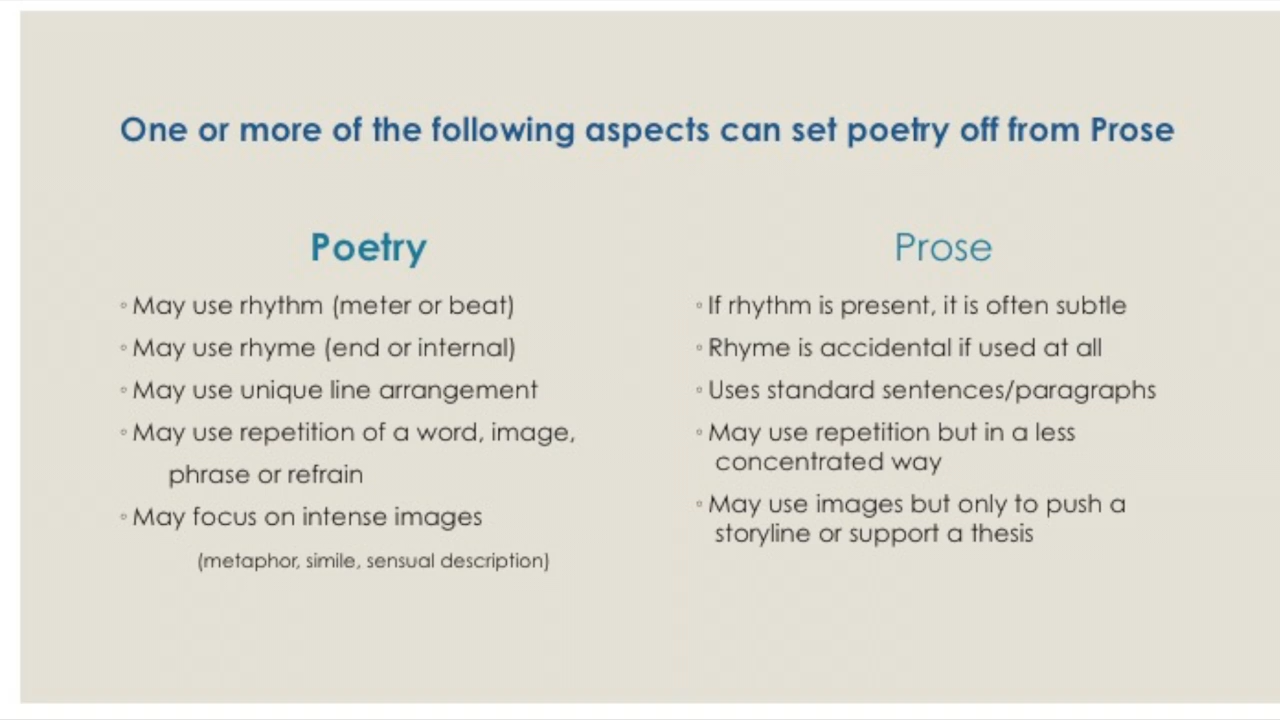 One or more of the following aspects can set poetry off from Prose
Poetry
◦ May use rhythm (meter or beat)
◦ May use rhyme (end or internal)
◦ May use unique line arrangement
◦ May use repetition of a word, image,
phrase or refrain
◦ May focus on intense images
(metaphor, simile, sensual description)
Prose
◦ If rhythm is present, it is often subtle
◦ Rhyme is accidental if used at all
◦ Uses standard sentences/paragraphs
◦ May use repetition but in a less
concentrated way
◦ May use images but only to push a
storyline or support a thesis